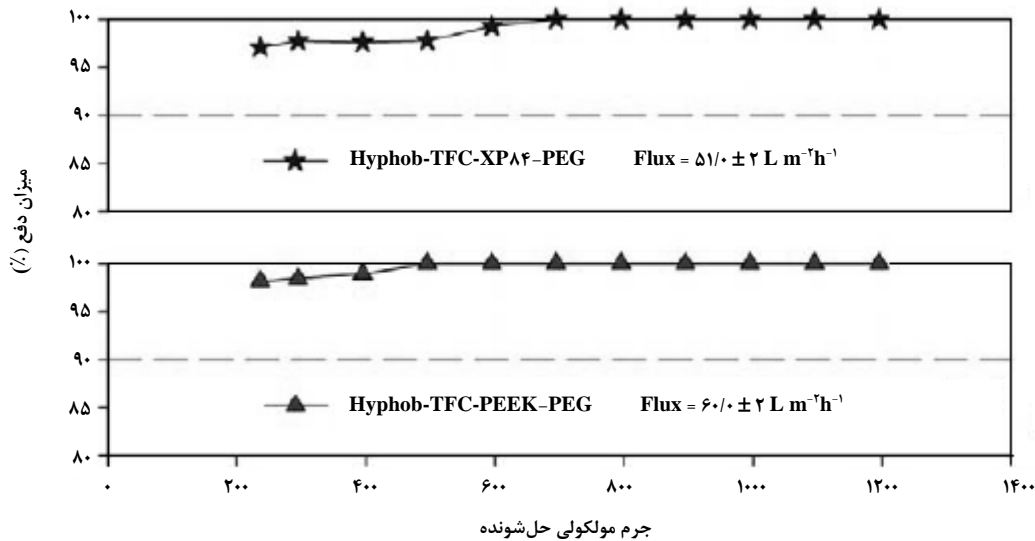 ۱۰۰
۹۵
۹۰
۸۵
۸۰
Hyphob-TFC-XP۸۴-PEG Flux = ۵۱/۰ ± ۲ L m⁻²h⁻¹
میزان دفع (٪)
۱۰۰
۹۵
۹۰
۸۵
۸۰
Hyphob-TFC-PEEK-PEG Flux = ۶۰/۰ ± ۲ L m⁻²h⁻¹
۰ ۲۰۰ ۴۰۰ ۶۰۰ ۸۰۰ ۱۰۰۰ ۱۲۰۰ ۱۴۰۰
جرم مولکولی حل‌شونده